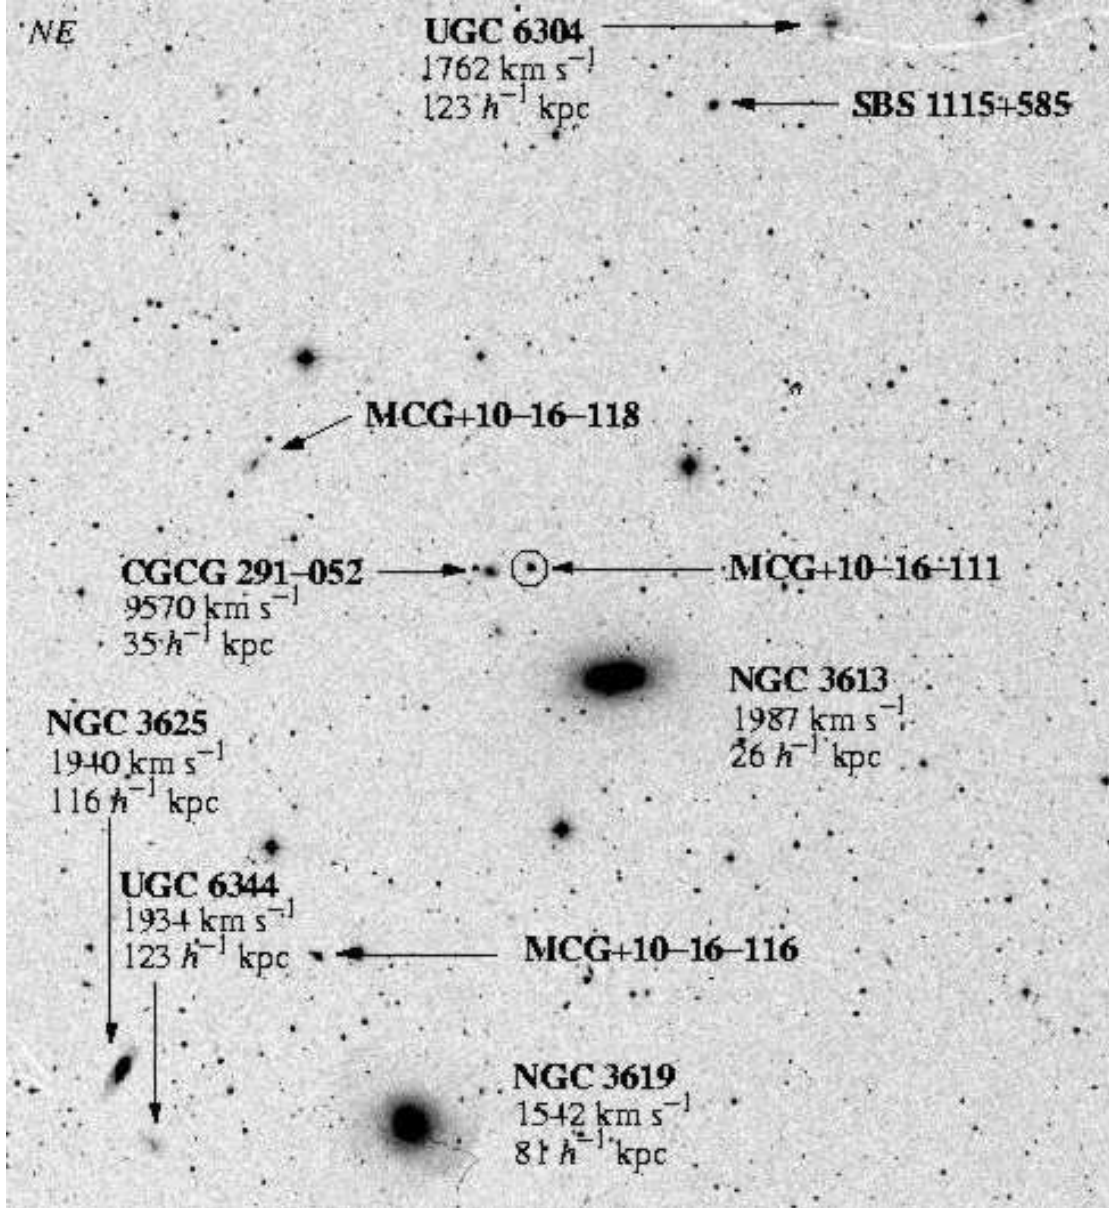 NE
UGC 6304
1762 km s⁻¹
123 h⁻¹ kpc
SBS 1115+585
MCG+10–16–118
CGCG 291–052
9570 km s⁻¹
35 h⁻¹ kpc
MCG+10–16–111
NGC 3613
1987 km s⁻¹
26 h⁻¹ kpc
NGC 3625
1940 km s⁻¹
116 h⁻¹ kpc
UGC 6344
1934 km s⁻¹
123 h⁻¹ kpc
MCG+10–16–116
NGC 3619
1542 km s⁻¹
81 h⁻¹ kpc